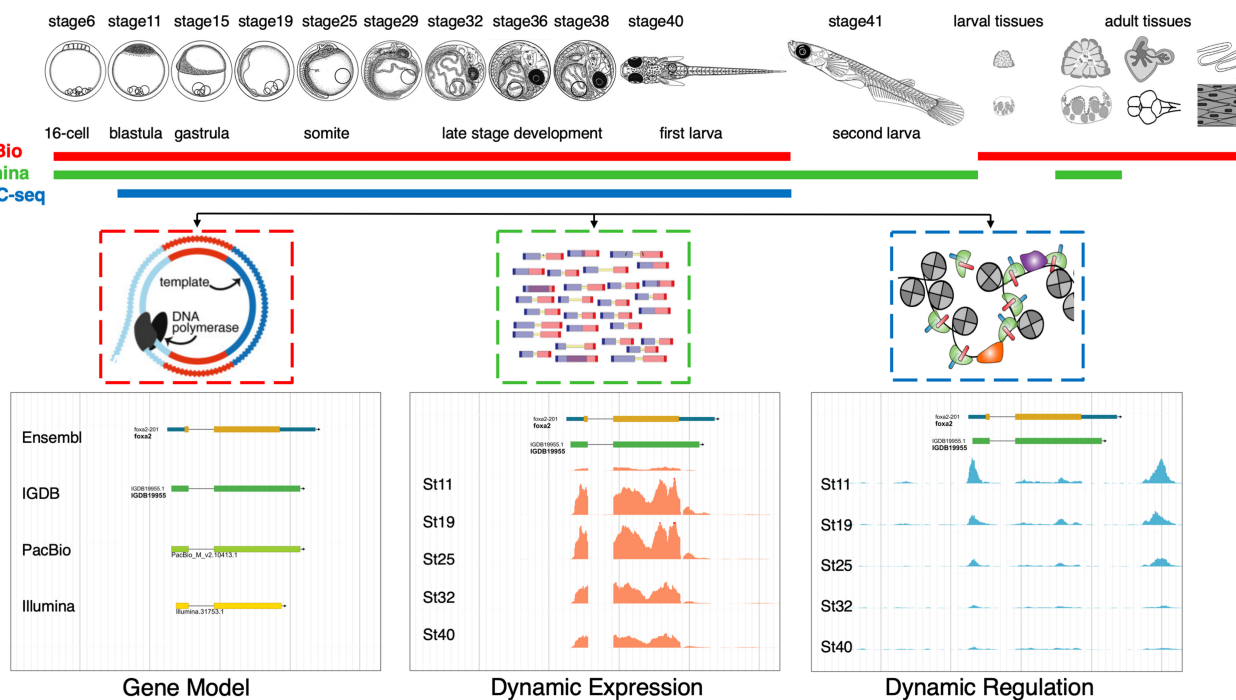 stage6 stage11 stage15 stage19 stage25 stage29 stage32 stage36 stage38 stage40 stage41 larval tissues adult tissues
16-cell blastula gastrula somite late stage development first larva second larva
Bio
ina
C-seq
template
DNA
polymerase
Ensembl
foxa2-201
foxa2
IGDB
IGDB19955.1
IGDB19955
PacBio
PacBio_M_v2.10413.1
Illumina
Illumina.31753.1
Gene Model
foxa2-201
foxa2
IGDB19955.1
IGDB19955
St11
St19
St25
St32
St40
Dynamic Expression
foxa2-201
foxa2
IGDB19955.1
IGDB19955
St11
St19
St25
St32
St40
Dynamic Regulation